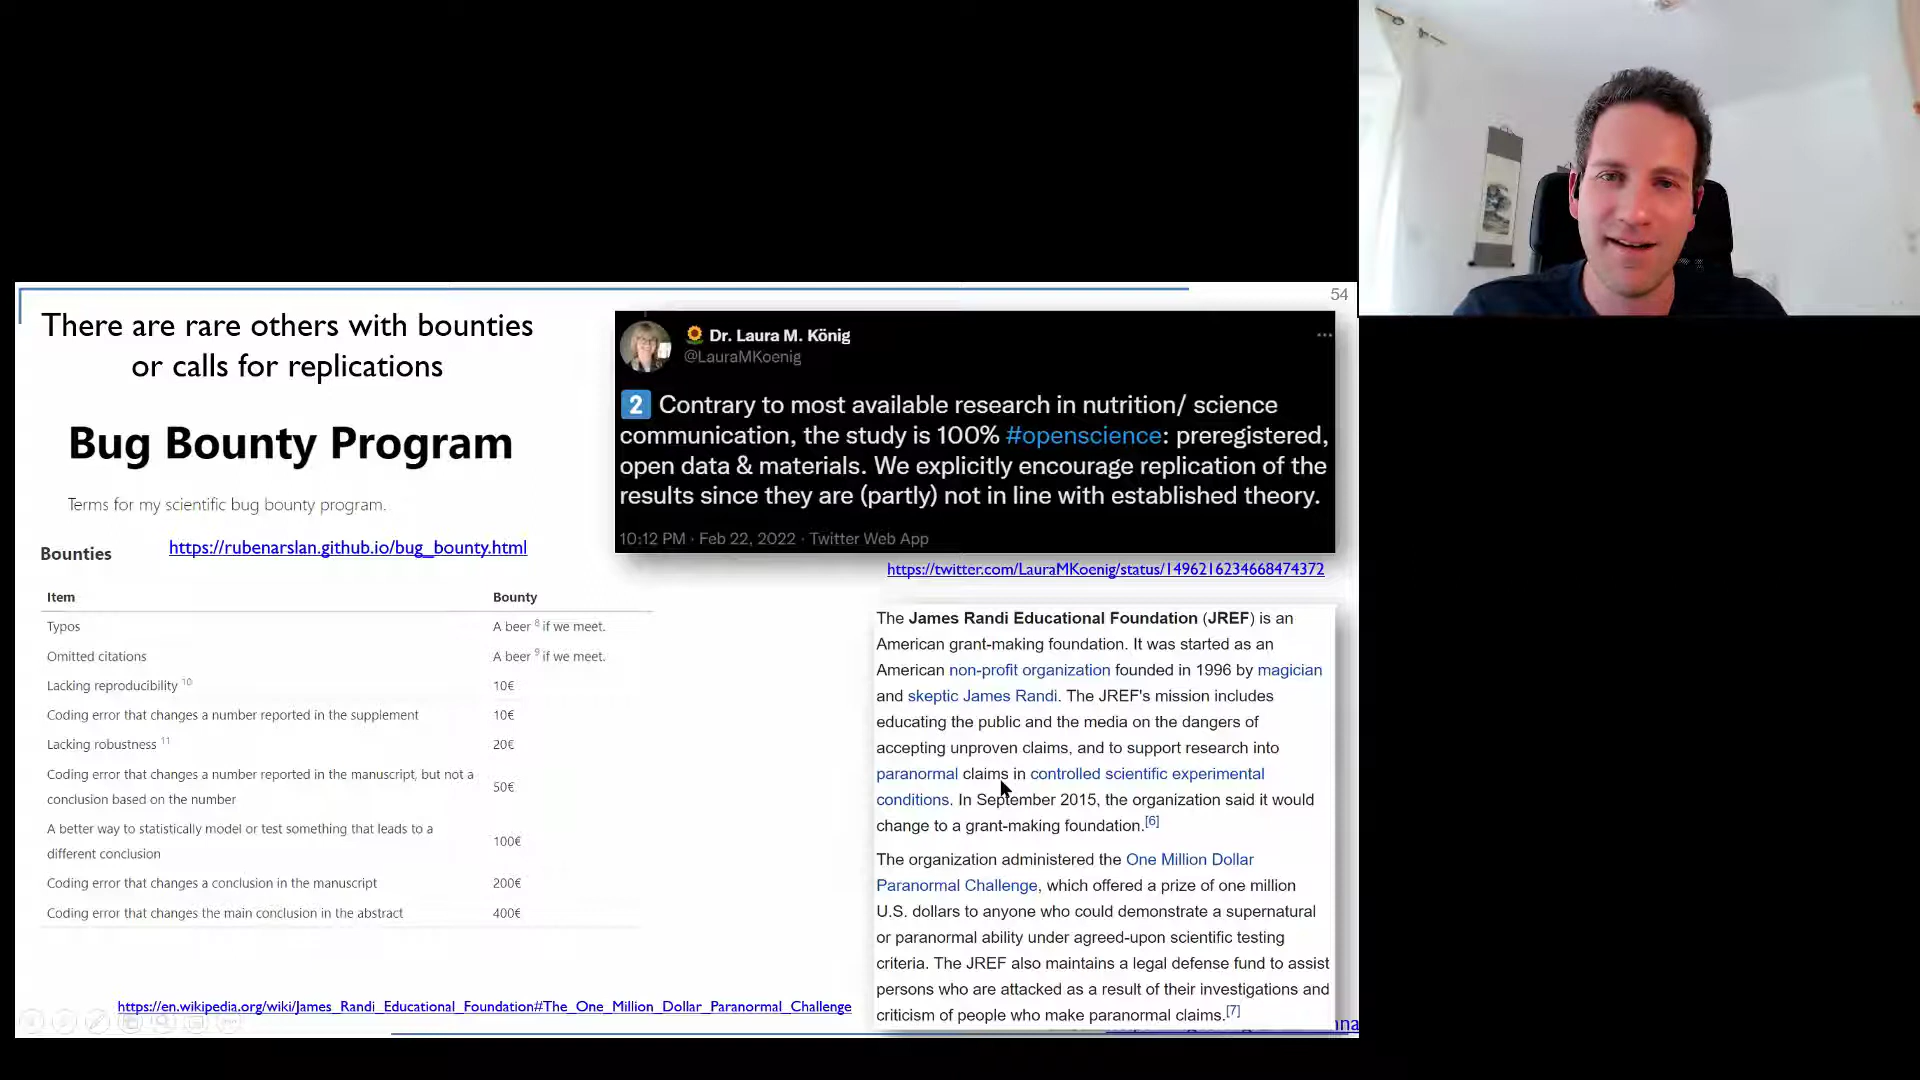 54
There are rare others with bounties
or calls for replications
Bug Bounty Program
Terms for my scientific bug bounty program.
Bounties
https://rubenarslan.github.io/bug_bounty.html
Item Bounty
Typos A beer 8 if we meet.
Omitted citations A beer 9 if we meet.
Lacking reproducibility 10 10€
Coding error that changes a number reported in the supplement 10€
Lacking robustness 11 20€
Coding error that changes a number reported in the manuscript, but not a
conclusion based on the number 50€
A better way to statistically model or test something that leads to a
different conclusion 100€
Coding error that changes a conclusion in the manuscript 200€
Coding error that changes the main conclusion in the abstract 400€
https://en.wikipedia.org/wiki/James_Randi_Educational_Foundation#The_One_Million_Dollar_Paranormal_Challenge
🌻 Dr. Laura M. König
@LauraMKoenig
2 Contrary to most available research in nutrition/ science
communication, the study is 100% #openscience: preregistered,
open data & materials. We explicitly encourage replication of the
results since they are (partly) not in line with established theory.
10:12 PM · Feb 22, 2022 · Twitter Web App
https://twitter.com/LauraMKoenig/status/1496216234668474372
The James Randi Educational Foundation (JREF) is an
American grant-making foundation. It was started as an
American non-profit organization founded in 1996 by magician
and skeptic James Randi. The JREF's mission includes
educating the public and the media on the dangers of
accepting unproven claims, and to support research into
paranormal claims in controlled scientific experimental
conditions. In September 2015, the organization said it would
change to a grant-making foundation.[6]
The organization administered the One Million Dollar
Paranormal Challenge, which offered a prize of one million
U.S. dollars to anyone who could demonstrate a supernatural
or paranormal ability under agreed-upon scientific testing
criteria. The JREF also maintains a legal defense fund to assist
persons who are attacked as a result of their investigations and
criticism of people who make paranormal claims.[7]